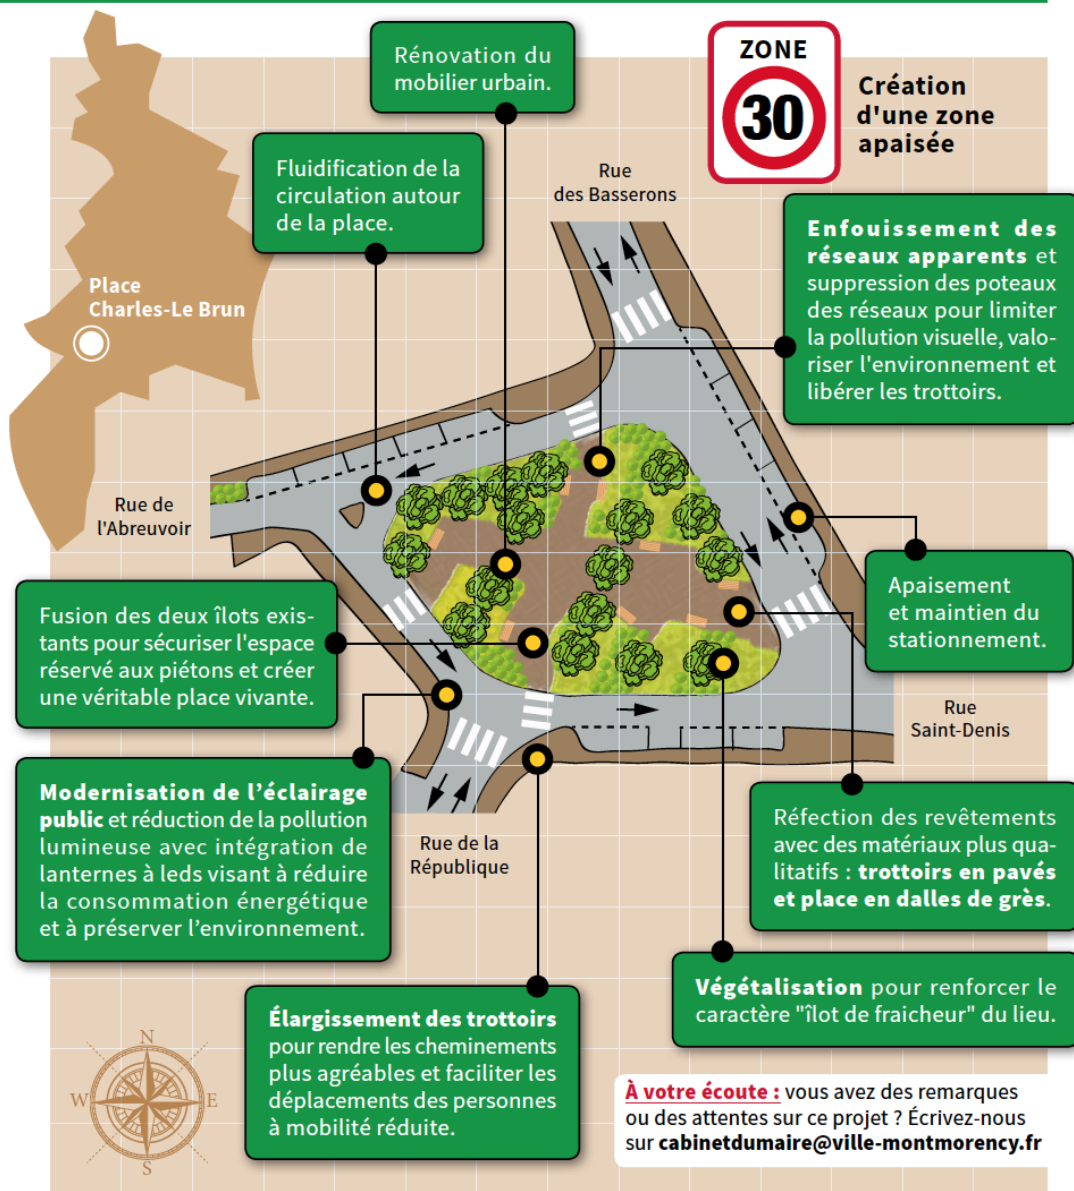 Rénovation du
mobilier urbain.
ZONE
30
Création
d'une zone
apaisée
Fluidification de la
circulation autour
de la place.
Rue
des Basserons
Enfouissement des
réseaux apparents et
suppression des poteaux
des réseaux pour limiter
la pollution visuelle, valo-
riser l'environnement et
libérer les trottoirs.
Place
Charles-Le Brun
Rue de
l'Abreuvoir
Apaisement
et maintien du
stationnement.
Fusion des deux îlots exis-
tants pour sécuriser l'espace
réservé aux piétons et créer
une véritable place vivante.
Rue
Saint-Denis
Modernisation de l'éclairage
public et réduction de la pollution
lumineuse avec intégration de
lanternes à leds visant à réduire
la consommation énergétique
et à préserver l'environnement.
Rue de la
République
Réfection des revêtements
avec des matériaux plus qua-
litatifs : trottoirs en pavés
et place en dalles de grès.
Végétalisation pour renforcer le
caractère "îlot de fraicheur" du lieu.
Élargissement des trottoirs
pour rendre les cheminements
plus agréables et faciliter les
déplacements des personnes
à mobilité réduite.
N
W
E
S
À votre écoute : vous avez des remarques
ou des attentes sur ce projet ? Écrivez-nous
sur cabinetdumaire@ville-montmorency.fr